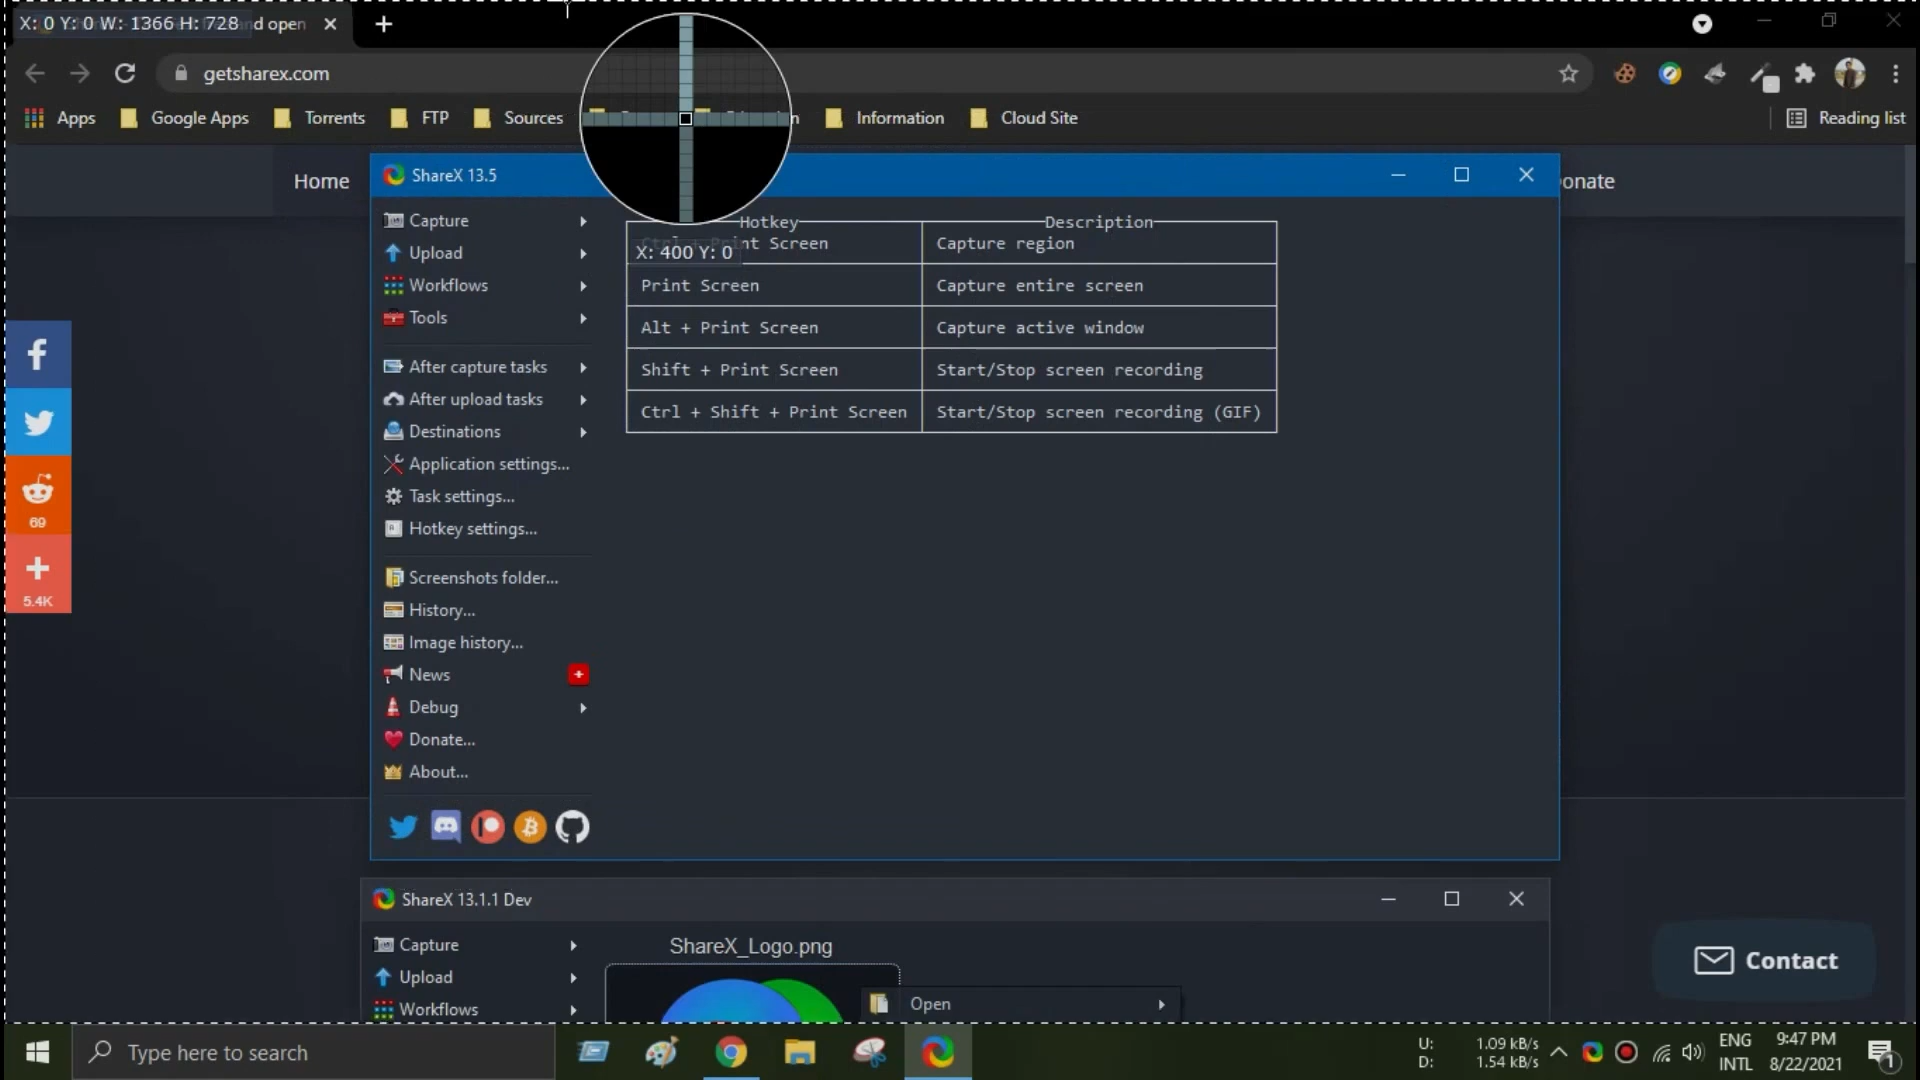 X: 0 Y: 0 W: 1366 H: 728 d open
getsharex.com
Apps Google Apps Torrents FTP Sources Information Cloud Site Reading list
Home
onate
ShareX 13.5
Capture
Upload
Workflows
Tools
After capture tasks
After upload tasks
Destinations
Application settings...
Task settings...
Hotkey settings...
Screenshots folder...
History...
Image history...
News
Debug
Donate...
About...
Hotkey Description
Ctrl + Print Screen Capture region
X: 400 Y: 0
Print Screen Capture entire screen
Alt + Print Screen Capture active window
Shift + Print Screen Start/Stop screen recording
Ctrl + Shift + Print Screen Start/Stop screen recording (GIF)
69
5.4K
ShareX 13.1.1 Dev
Capture
Upload
Workflows
ShareX_Logo.png
Open
Contact
Type here to search
U: 1.09 kB/s
D: 1.54 kB/s
ENG
INTL
9:47 PM
8/22/2021
1